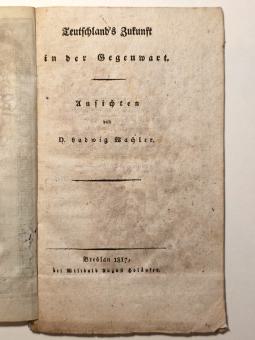 Teutschland's Zukunft
in der Gegenwart.
Ansichten
von
D. Ludwig Wachler.
Breslau 1817,
bei Wilibald August Holäufer.